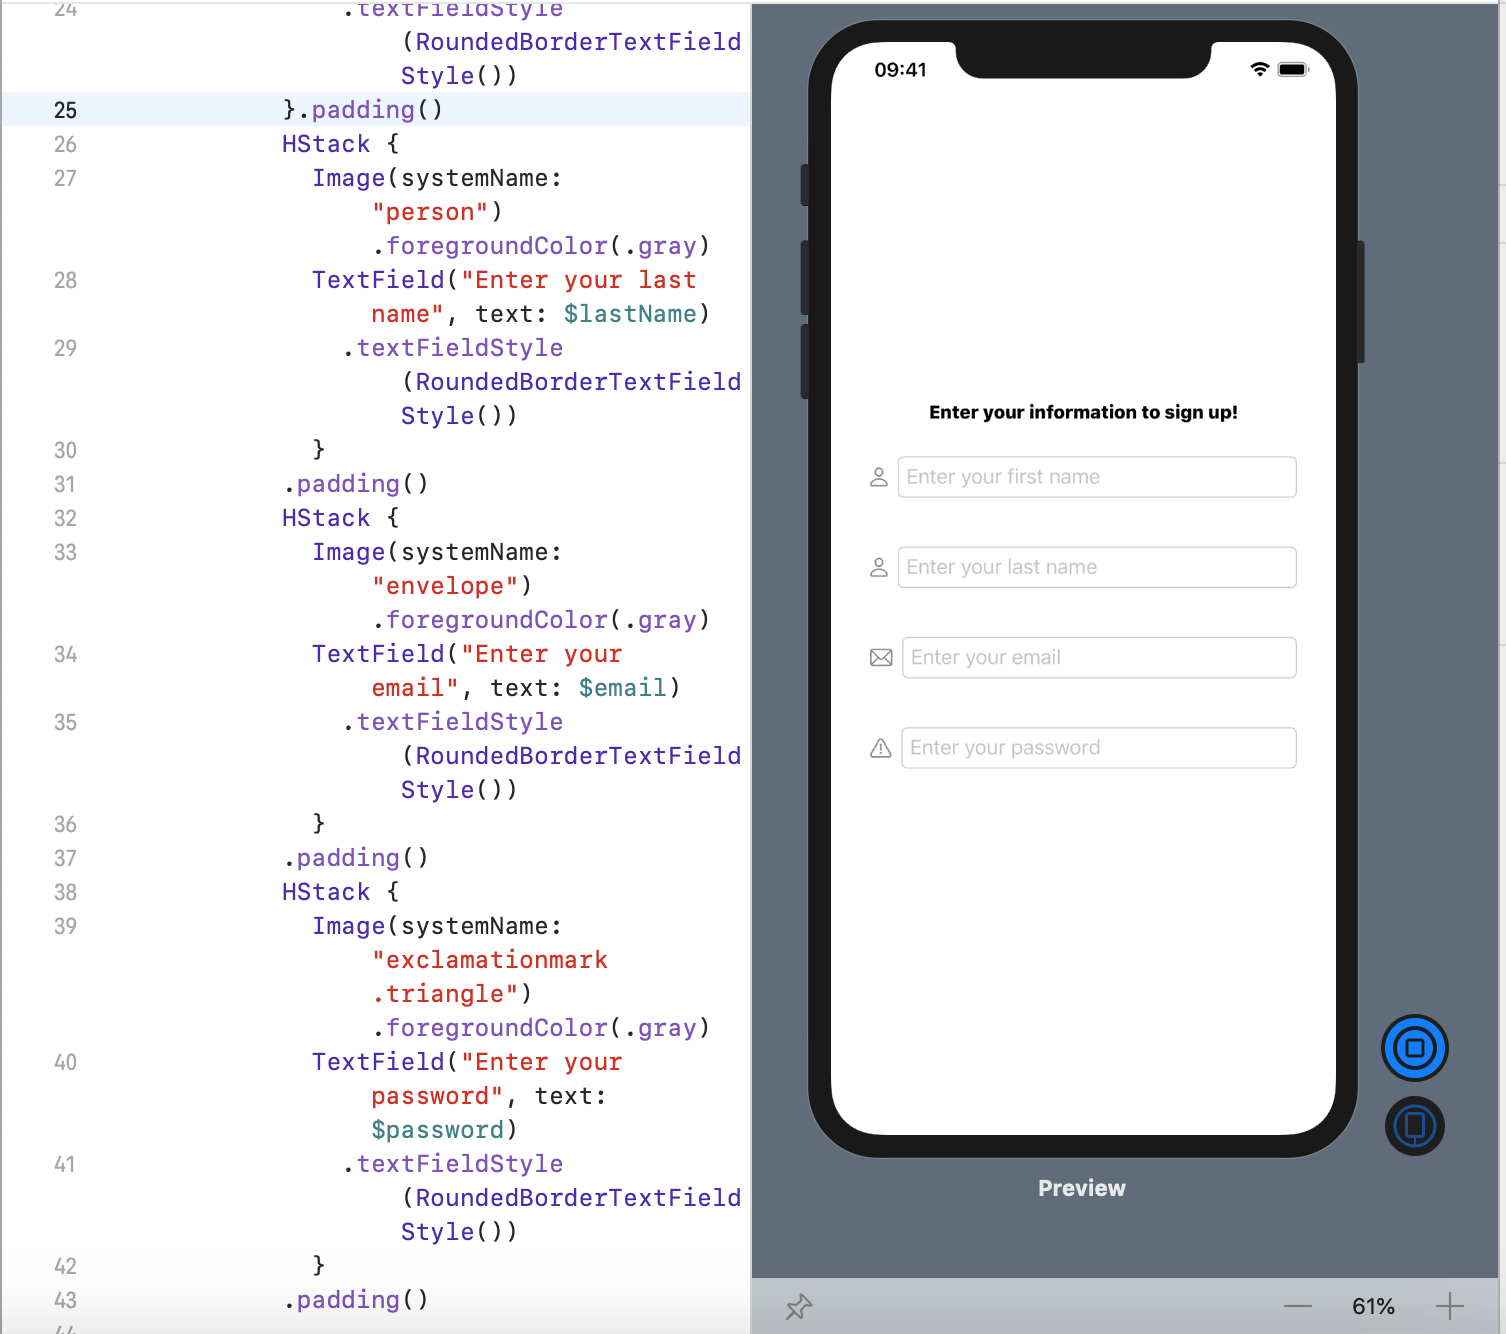 24 .textFieldStyle
(RoundedBorderTextField
Style())
25 }.padding()
26 HStack {
27 Image(systemName:
"person")
.foregroundColor(.gray)
28 TextField("Enter your last
name", text: $lastName)
29 .textFieldStyle
(RoundedBorderTextField
Style())
30 }
31 .padding()
32 HStack {
33 Image(systemName:
"envelope")
.foregroundColor(.gray)
34 TextField("Enter your
email", text: $email)
35 .textFieldStyle
(RoundedBorderTextField
Style())
36 }
37 .padding()
38 HStack {
39 Image(systemName:
"exclamationmark
.triangle")
.foregroundColor(.gray)
40 TextField("Enter your
password", text:
$password)
41 .textFieldStyle
(RoundedBorderTextField
Style())
42 }
43 .padding()
44
09:41
Enter your information to sign up!
Enter your first name
Enter your last name
Enter your email
Enter your password
Preview
61%